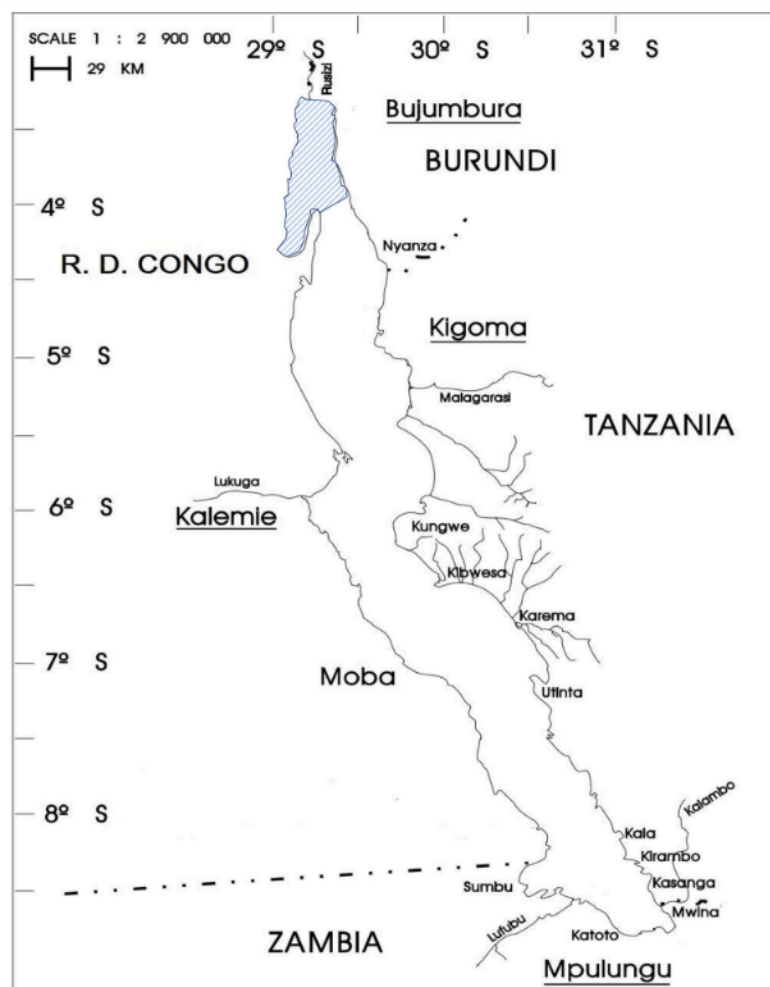 SCALE 1 : 2 900 000
29 KM
29º S
30º S
31º S
Rusizi
Bujumbura
BURUNDI
4º S
Nyanza
R. D. CONGO
Kigoma
5º S
Malagarasi
TANZANIA
Lukuga
6º S
Kalemie
Kungwe
Kibwesa
Karema
7º S
Moba
Utinta
8º S
Kalambo
Kala
Kirambo
Sumbu
Kasanga
Mwina
Lufubu
Katoto
ZAMBIA
Mpulungu